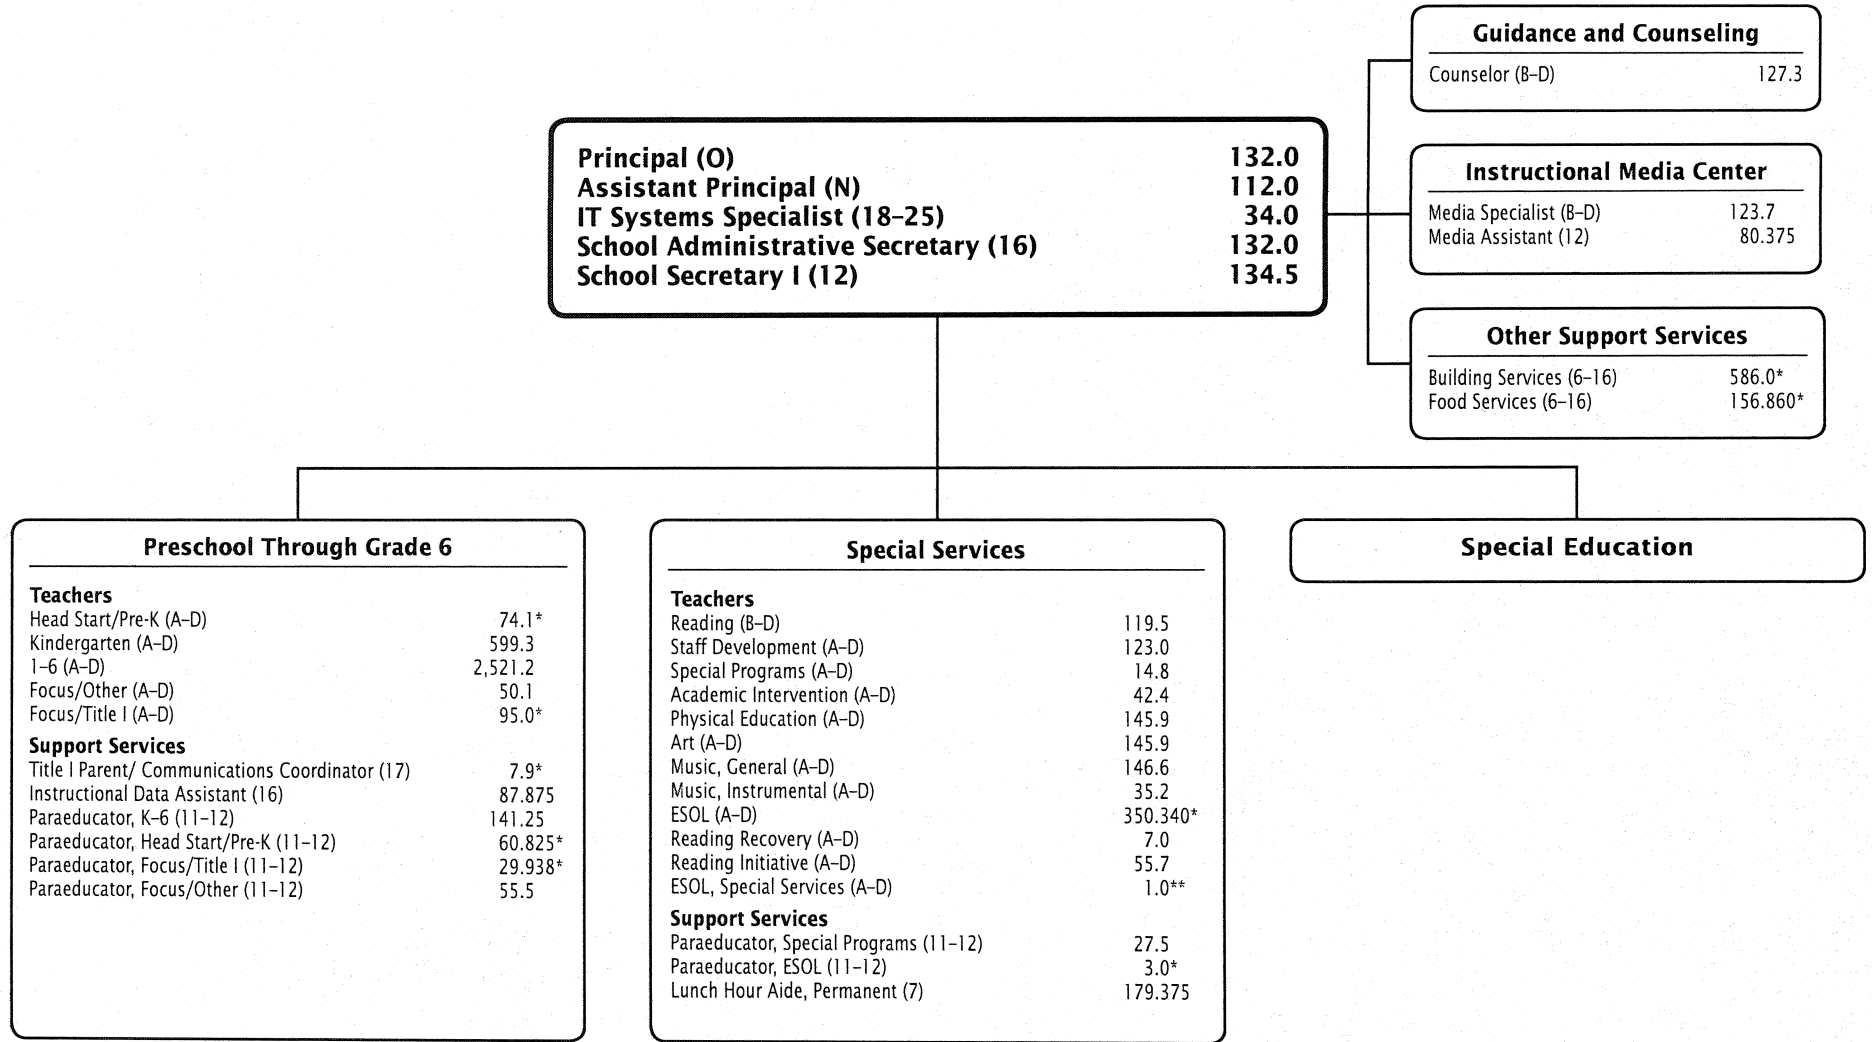 Guidance and Counseling
Counselor (B–D) 127.3
Principal (O) 132.0
Assistant Principal (N) 112.0
IT Systems Specialist (18–25) 34.0
School Administrative Secretary (16) 132.0
School Secretary I (12) 134.5
Instructional Media Center
Media Specialist (B–D) 123.7
Media Assistant (12) 80.375
Other Support Services
Building Services (6–16) 586.0*
Food Services (6–16) 156.860*
Preschool Through Grade 6
Teachers
Head Start/Pre-K (A–D) 74.1*
Kindergarten (A–D) 599.3
1–6 (A–D) 2,521.2
Focus/Other (A–D) 50.1
Focus/Title I (A–D) 95.0*
Support Services
Title I Parent/ Communications Coordinator (17) 7.9*
Instructional Data Assistant (16) 87.875
Paraeducator, K–6 (11–12) 141.25
Paraeducator, Head Start/Pre-K (11–12) 60.825*
Paraeducator, Focus/Title I (11–12) 29.938*
Paraeducator, Focus/Other (11–12) 55.5
Special Services
Teachers
Reading (B–D) 119.5
Staff Development (A–D) 123.0
Special Programs (A–D) 14.8
Academic Intervention (A–D) 42.4
Physical Education (A–D) 145.9
Art (A–D) 145.9
Music, General (A–D) 146.6
Music, Instrumental (A–D) 35.2
ESOL (A–D) 350.340*
Reading Recovery (A–D) 7.0
Reading Initiative (A–D) 55.7
ESOL, Special Services (A–D) 1.0**
Support Services
Paraeducator, Special Programs (11–12) 27.5
Paraeducator, ESOL (11–12) 3.0*
Lunch Hour Aide, Permanent (7) 179.375
Special Education